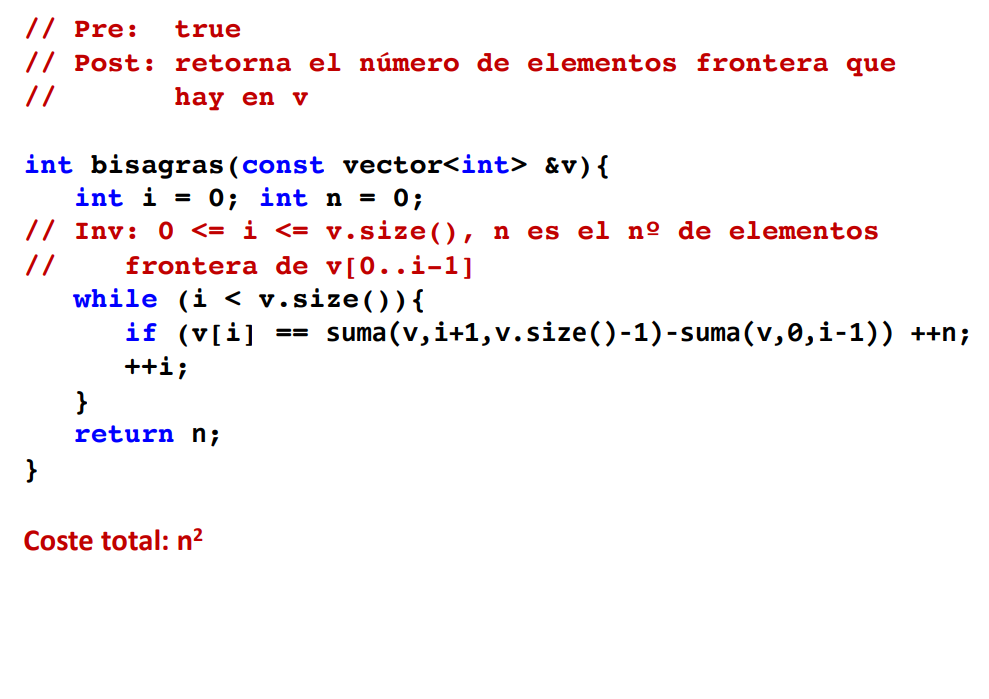 // Pre:  true
// Post: retorna el número de elementos frontera que
//       hay en v
int bisagras(const vector<int> &v){
   int i = 0; int n = 0;
// Inv: 0 <= i <= v.size(), n es el nº de elementos
//    frontera de v[0..i-1]
   while (i < v.size()){
      if (v[i] == suma(v,i+1,v.size()-1)-suma(v,0,i-1)) ++n;
      ++i;
   }
   return n;
}
Coste total: n²